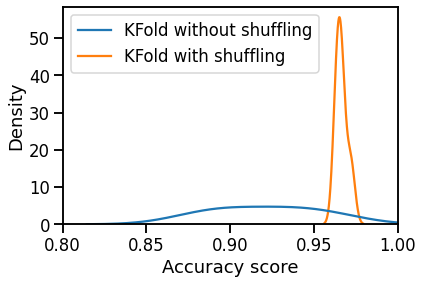 KFold without shuffling
KFold with shuffling
Density
50
40
30
20
10
0
0.80 0.85 0.90 0.95 1.00
Accuracy score